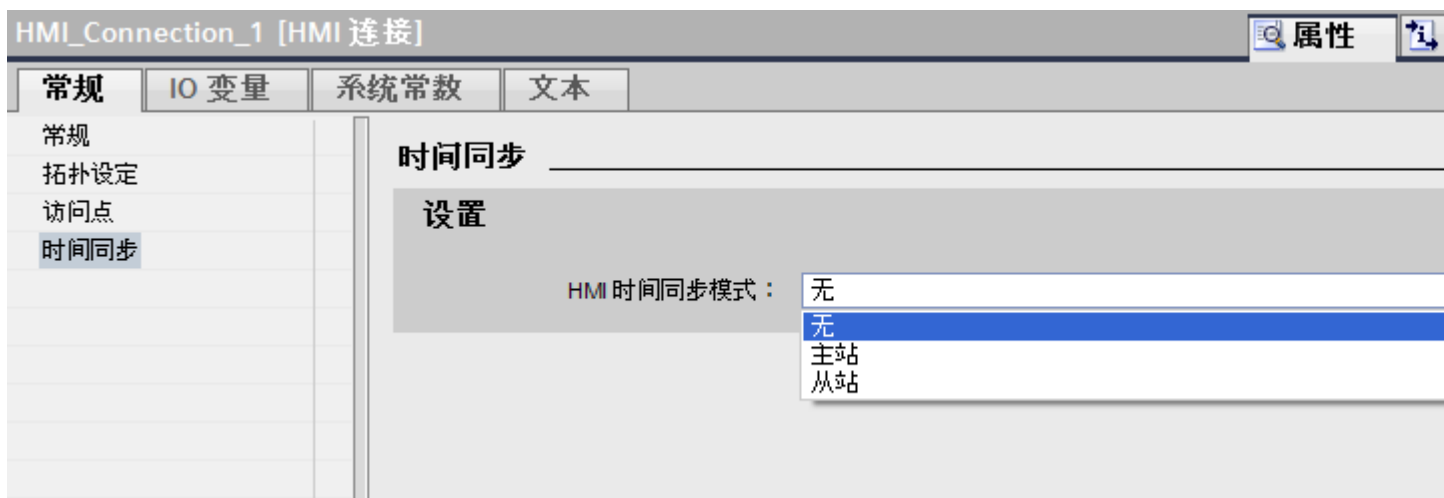 HMI_Connection_1 [HMI 连接]
属性
常规 IO 变量 系统常数 文本
常规
拓扑设定
访问点
时间同步
时间同步
设置
HMI 时间同步模式：
无
无
主站
从站